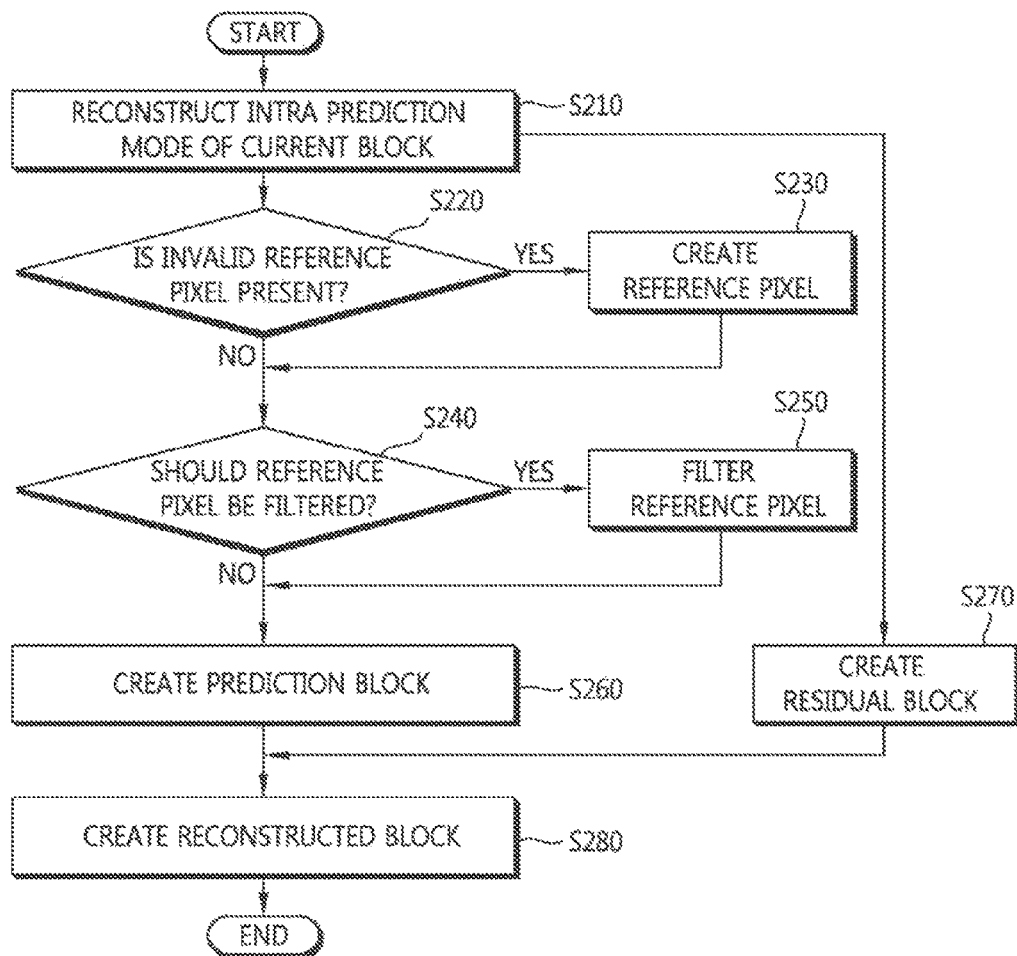 START
RECONSTRUCT INTRA PREDICTION
MODE OF CURRENT BLOCK
S210
S220
IS INVALID REFERENCE
PIXEL PRESENT?
YES
S230
CREATE
REFERENCE PIXEL
NO
S240
SHOULD REFERENCE
PIXEL BE FILTERED?
YES
S250
FILTER
REFERENCE PIXEL
NO
CREATE PREDICTION BLOCK
S260
S270
CREATE
RESIDUAL BLOCK
CREATE RECONSTRUCTED BLOCK
S280
END